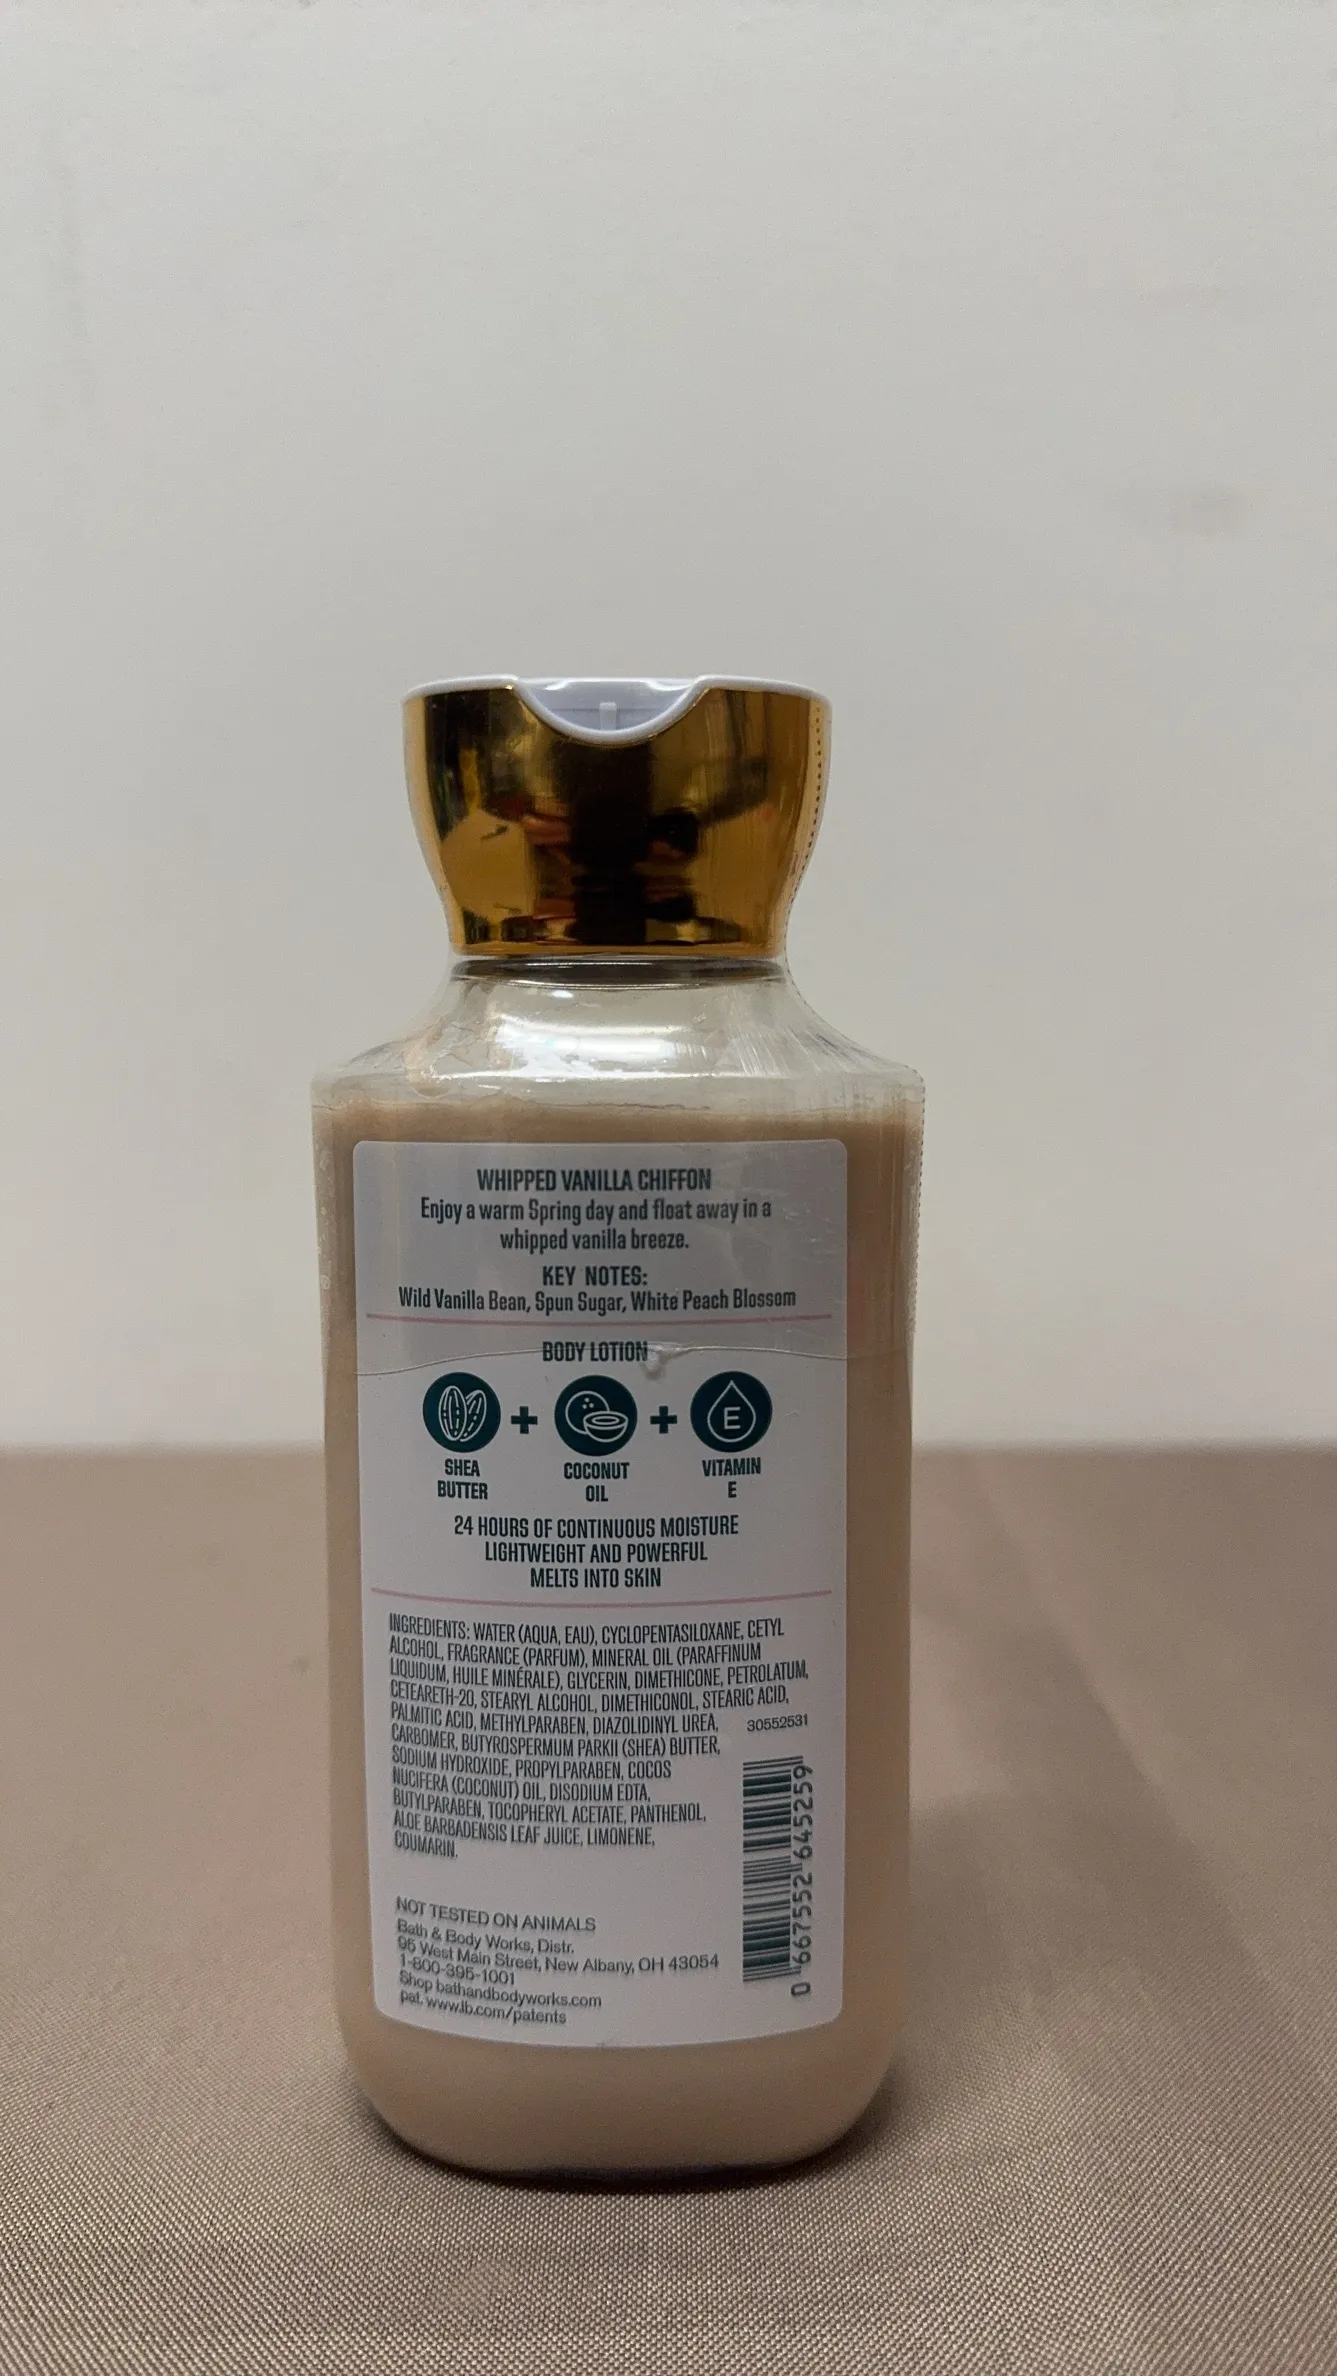 WHIPPED VANILLA CHIFFON
Enjoy a warm Spring day and float away in a
whipped vanilla breeze.
KEY NOTES:
Wild Vanilla Bean, Spun Sugar, White Peach Blossom
BODY LOTION
E
SHEA
BUTTER
COCONUT
OIL
VITAMIN
E
24 HOURS OF CONTINUOUS MOISTURE
LIGHTWEIGHT AND POWERFUL
MELTS INTO SKIN
INGREDIENTS: WATER (AQUA, EAU), CYCLOPENTASILOXANE, CETYL
ALCOHOL, FRAGRANCE (PARFUM), MINERAL OIL (PARAFFINUM
LIQUIDUM, HUILE MINÉRALE), GLYCERIN, DIMETHICONE, PETROLATUM,
CETEARETH-20, STEARYL ALCOHOL, DIMETHICONOL, STEARIC ACID,
PALMITIC ACID, METHYLPARABEN, DIAZOLIDINYL UREA,
CARBOMER, BUTYROSPERMUM PARKII (SHEA) BUTTER,
SODIUM HYDROXIDE, PROPYLPARABEN, COCOS
NUCIFERA (COCONUT) OIL, DISODIUM EDTA,
BUTYLPARABEN, TOCOPHERYL ACETATE, PANTHENOL,
ALOE BARBADENSIS LEAF JUICE, LIMONENE,
COUMARIN.
30552531
0 667552 645259
NOT TESTED ON ANIMALS
Bath & Body Works, Distr.
95 West Main Street, New Albany, OH 43054
1-800-395-1001
Shop bathandbodyworks.com
pat. www.lb.com/patents